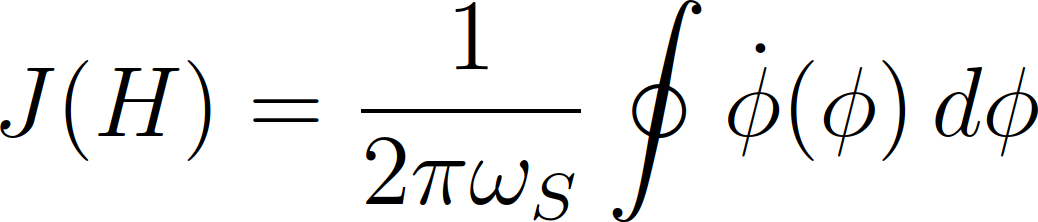 J(H) = \frac{1}{2\pi\omega_S} \oint \dot{\phi}(\phi) \, d\phi